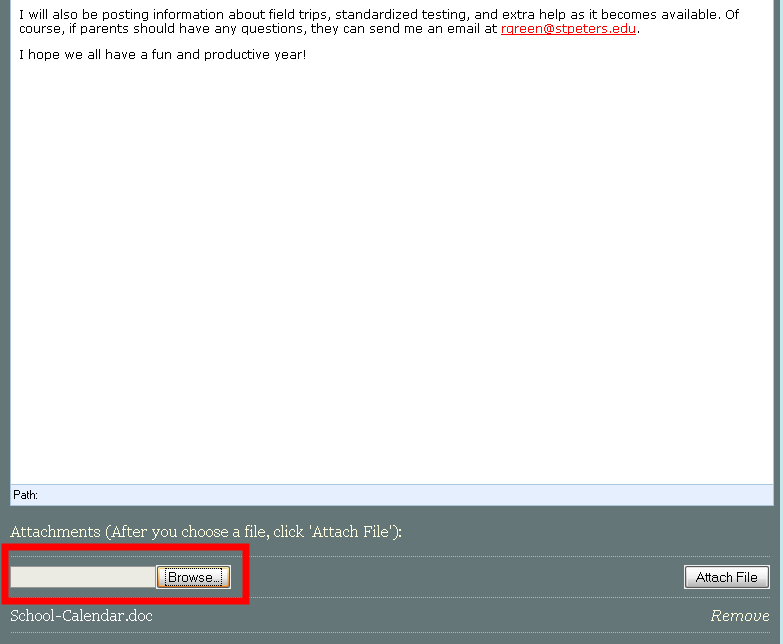 I will also be posting information about field trips, standardized testing, and extra help as it becomes available. Of
course, if parents should have any questions, they can send me an email at rgreen@stpeters.edu.
I hope we all have a fun and productive year!
Path:
Attachments (After you choose a file, click 'Attach File'):
Browse... Attach File
School-Calendar.doc Remove